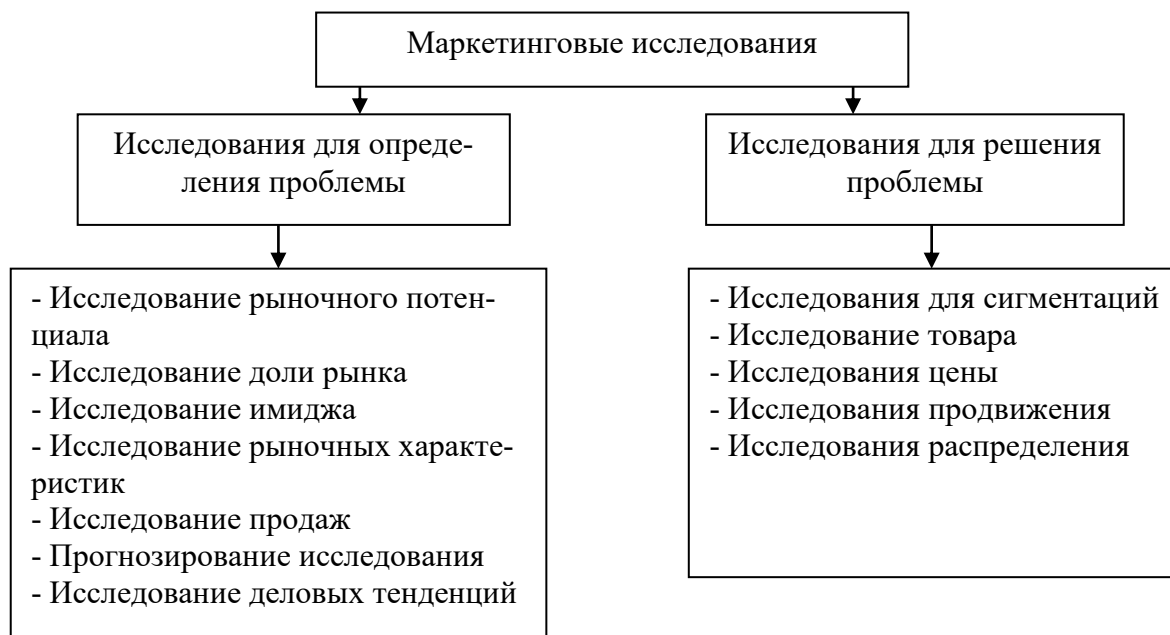 Маркетинговые исследования
Исследования для опреде-
ления проблемы
Исследования для решения
проблемы
- Исследование рыночного потен-
циала
- Исследование доли рынка
- Исследование имиджа
- Исследование рыночных характе-
ристик
- Исследование продаж
- Прогнозирование исследования
- Исследование деловых тенденций
- Исследования для сигментаций
- Исследование товара
- Исследования цены
- Исследования продвижения
- Исследования распределения